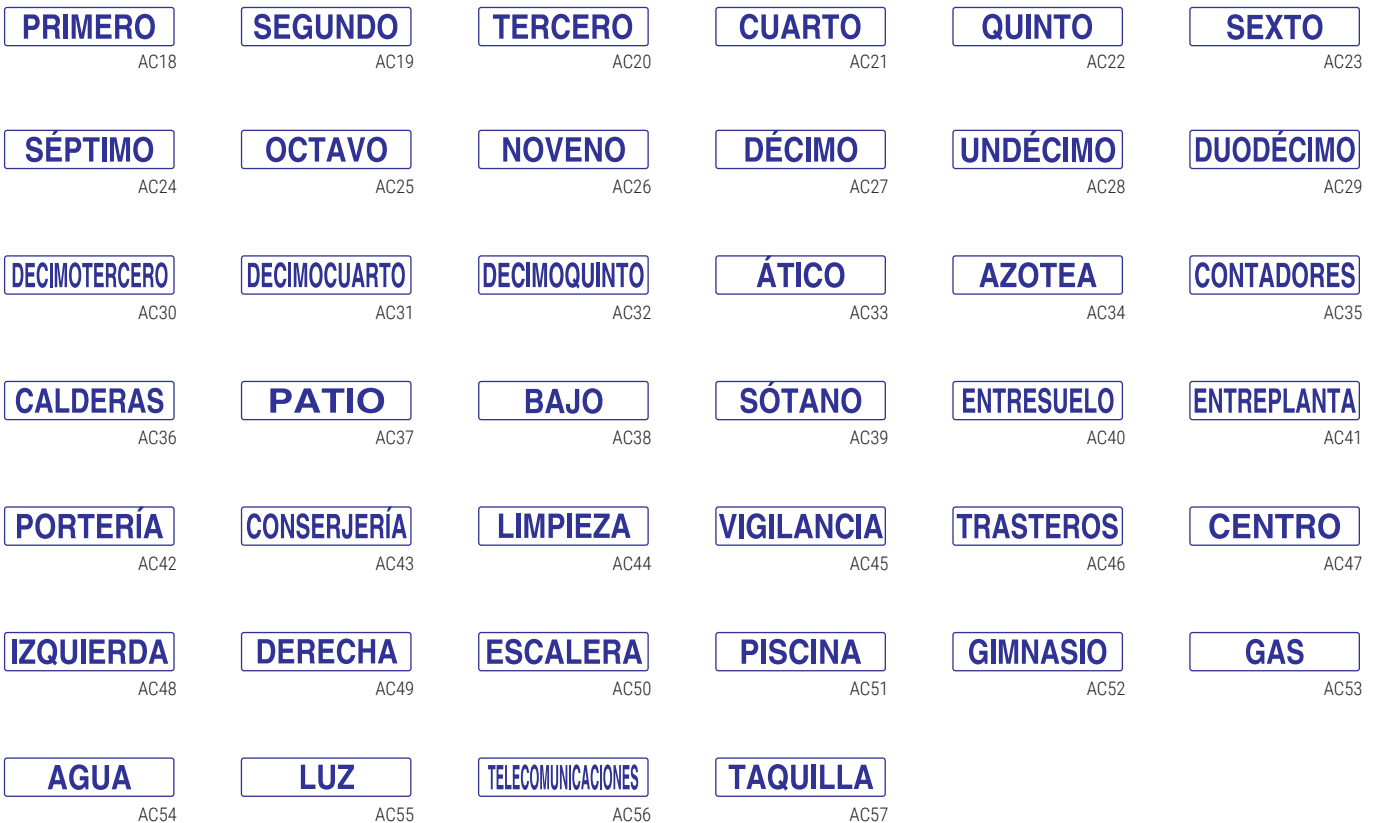 PRIMERO SEGUNDO TERCERO CUARTO QUINTO SEXTO
AC18 AC19 AC20 AC21 AC22 AC23
SÉPTIMO OCTAVO NOVENO DÉCIMO UNDÉCIMO DUODÉCIMO
AC24 AC25 AC26 AC27 AC28 AC29
DECIMOTERCERO DECIMOCUARTO DECIMOQUINTO ÁTICO AZOTEA CONTADORES
AC30 AC31 AC32 AC33 AC34 AC35
CALDERAS PATIO BAJO SÓTANO ENTRESUELO ENTREPLANTA
AC36 AC37 AC38 AC39 AC40 AC41
PORTERÍA CONSERJERÍA LIMPIEZA VIGILANCIA TRASTEROS CENTRO
AC42 AC43 AC44 AC45 AC46 AC47
IZQUIERDA DERECHA ESCALERA PISCINA GIMNASIO GAS
AC48 AC49 AC50 AC51 AC52 AC53
AGUA LUZ TELECOMUNICACIONES TAQUILLA
AC54 AC55 AC56 AC57